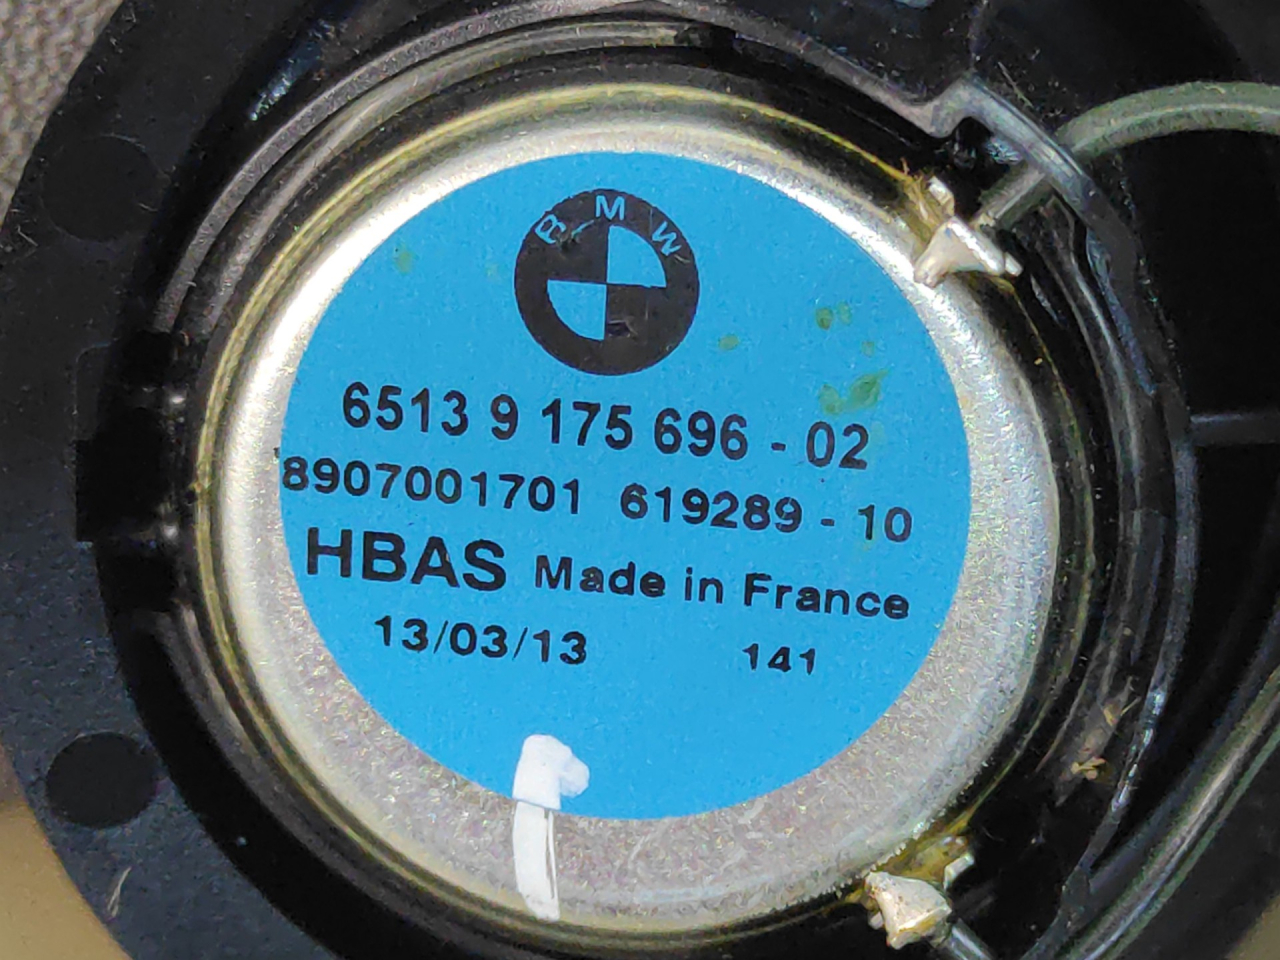 BMW
6513 9 175 696 - 02
8907001701 619289 - 10
HBAS Made in France
13/03/13 141